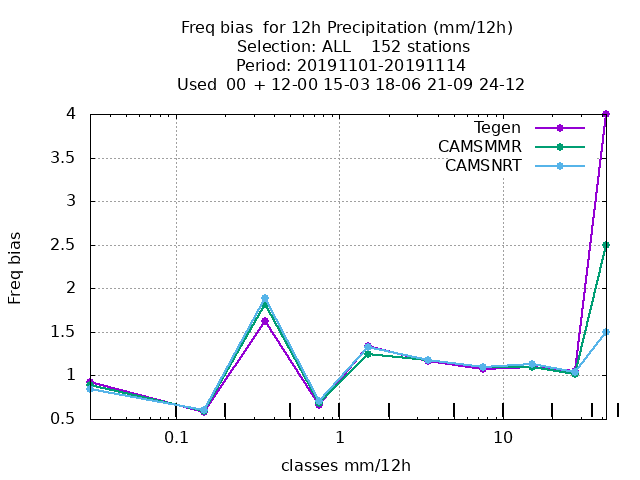 Freq bias  for 12h Precipitation (mm/12h)
Selection: ALL    152 stations
Period: 20191101-20191114
Used  00 + 12-00 15-03 18-06 21-09 24-12
Tegen
CAMSMMR
CAMSNRT
4
3.5
3
2.5
2
1.5
1
0.5
Freq bias
0.1 1 10
classes mm/12h